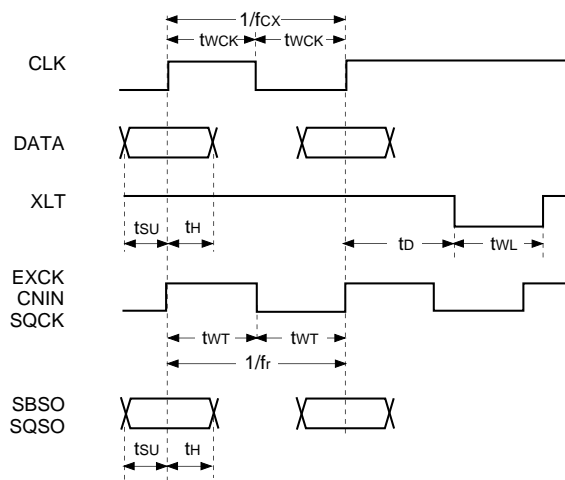 1/fCX
tWCK tWCK
CLK
DATA
XLT
tSU tH tD tWL
EXCK
CNIN
SQCK
tWT tWT
1/fr
SBSO
SQSO
tSU tH